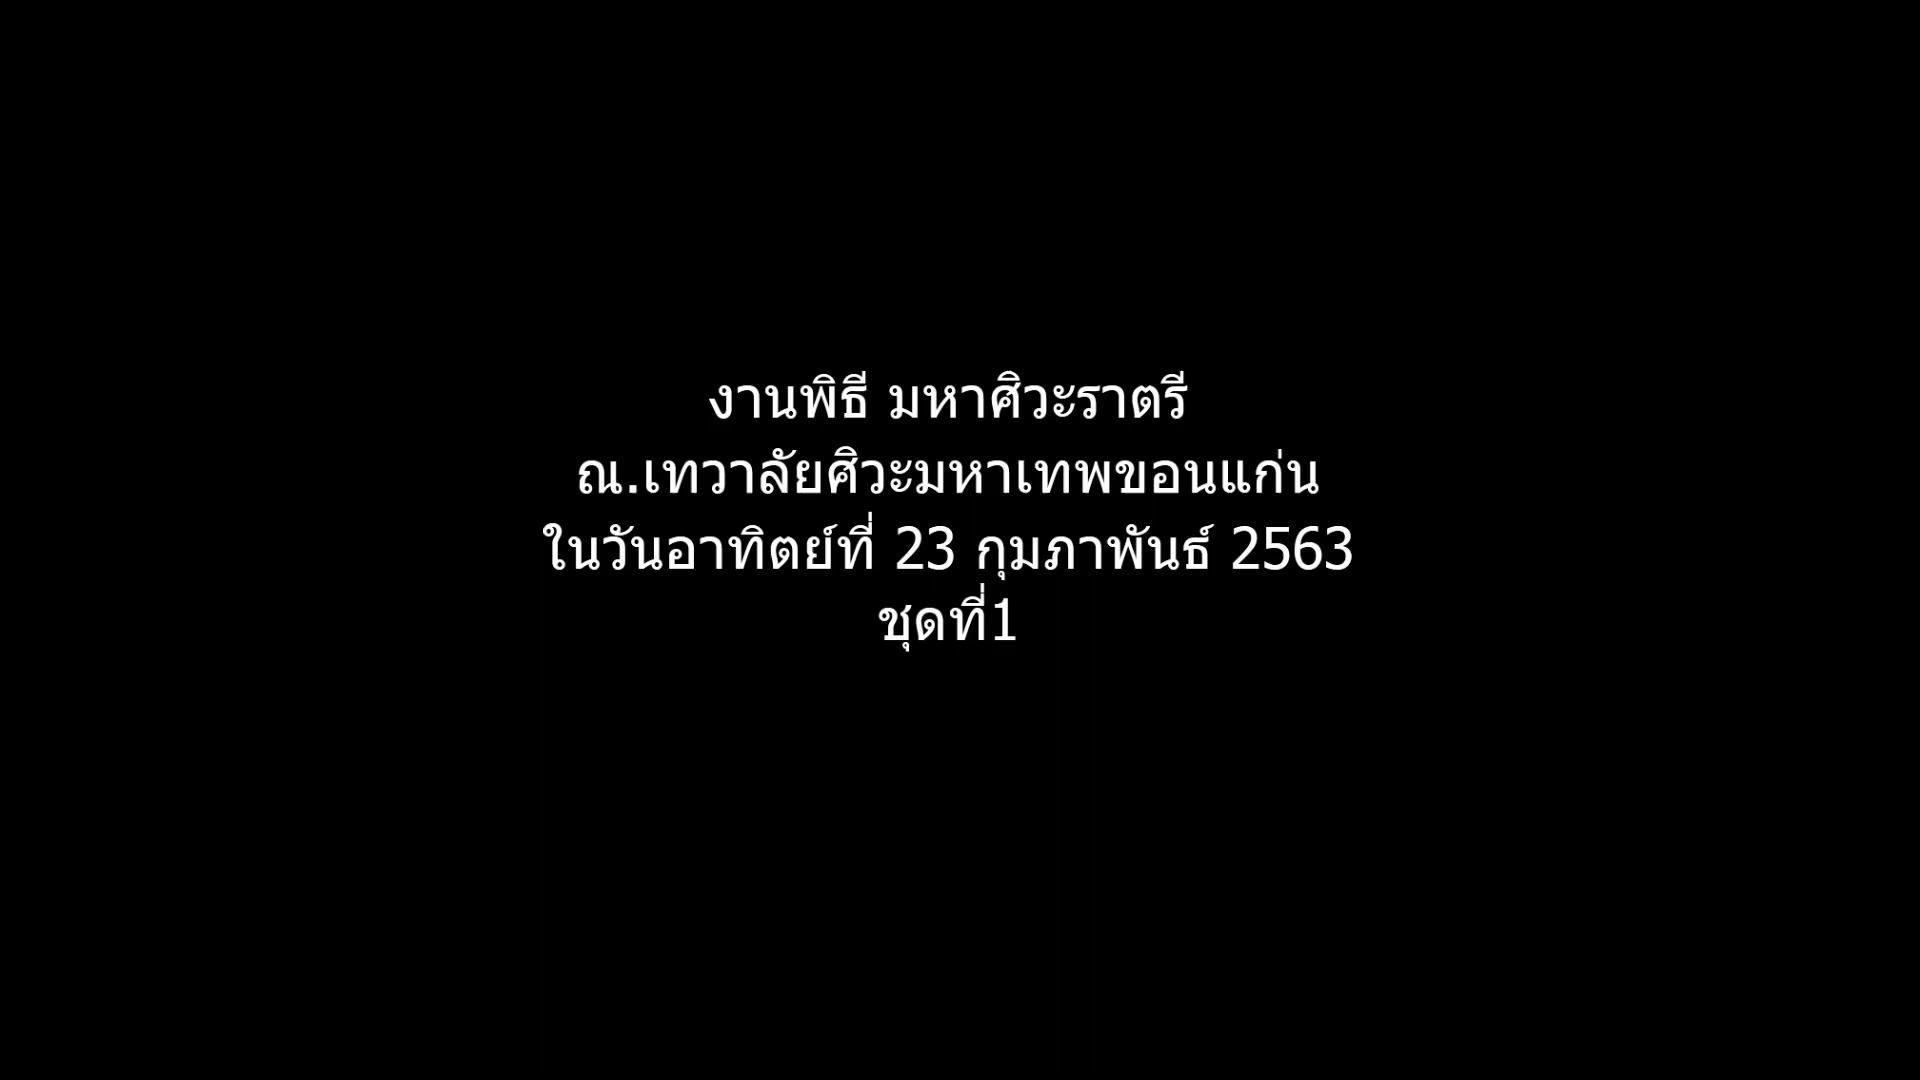 งานพิธี มหาศิวะราตรี
ณ.เทวาลัยศิวะมหาเทพขอนแก่น
ในวันอาทิตย์ที่ 23 กุมภาพันธ์ 2563
ชุดที่1